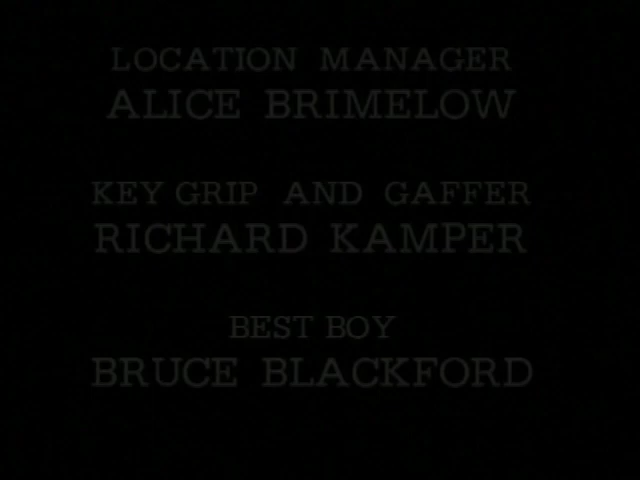 LOCATION MANAGER
ALICE BRIMELOW
KEY GRIP AND GAFFER
RICHARD KAMPER
BEST BOY
BRUCE BLACKFORD